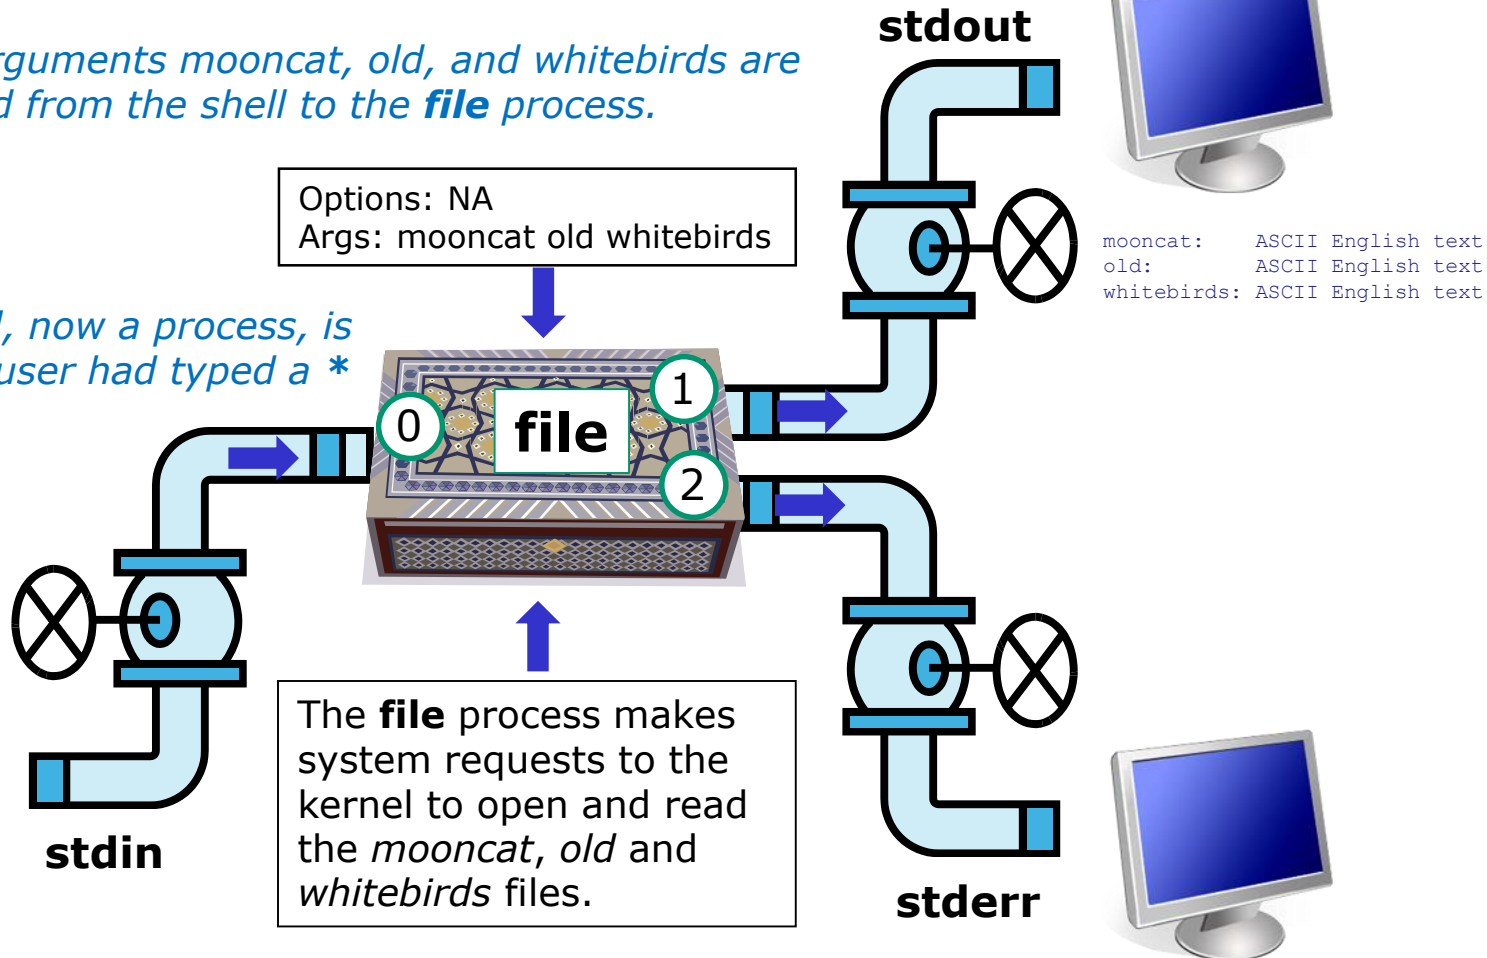 stdout
rguments mooncat, old, and whitebirds are
d from the shell to the file process.
Options: NA
Args: mooncat old whitebirds
mooncat:    ASCII English text
old:        ASCII English text
whitebirds: ASCII English text
, now a process, is
user had typed a *
1
0
file
2
The file process makes
system requests to the
kernel to open and read
the mooncat, old and
whitebirds files.
stdin
stderr